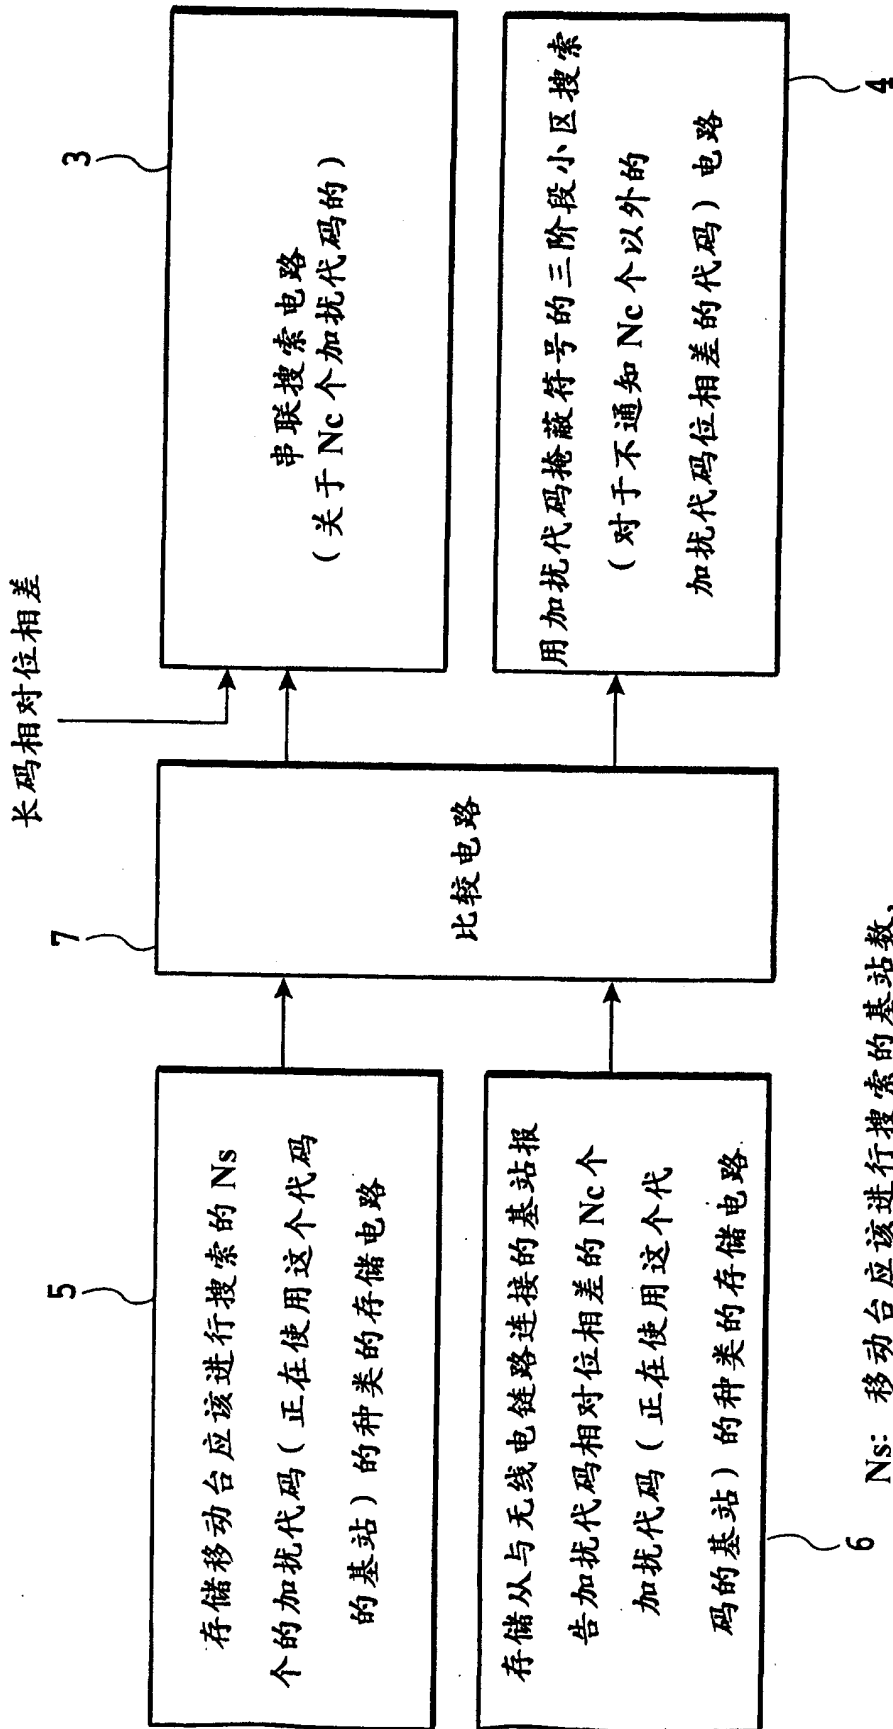 5
存储移动台应该进行搜索的Ns
个的加扰代码（正在使用这个代码
的基站）的种类的存储电路
存储从与无线电链路连接的基站报
告加扰代码相对位相差的Nc个
加扰代码（正在使用这个代
码的基站）的种类的存储电路
6
7
比较电路
长码相对位相差
3
串联搜索电路
（关于Nc个加扰代码的）
用加扰代码掩蔽符号的三阶段小区搜索
（对于不通知Nc个以外的
加扰代码位相差的代码）电路
4
Ns: 移动台应该进行搜索的基站数，